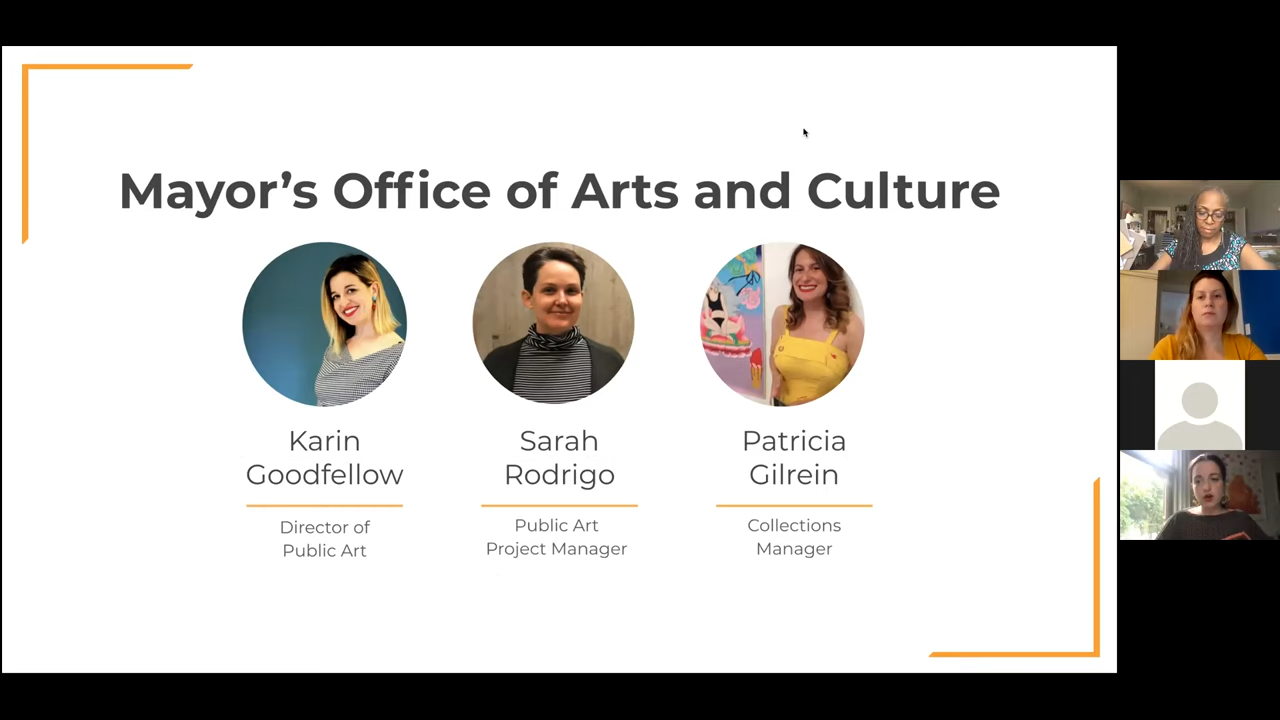 Mayor’s Office of Arts and Culture
Karin
Goodfellow
Director of
Public Art
Sarah
Rodrigo
Public Art
Project Manager
Patricia
Gilrein
Collections
Manager